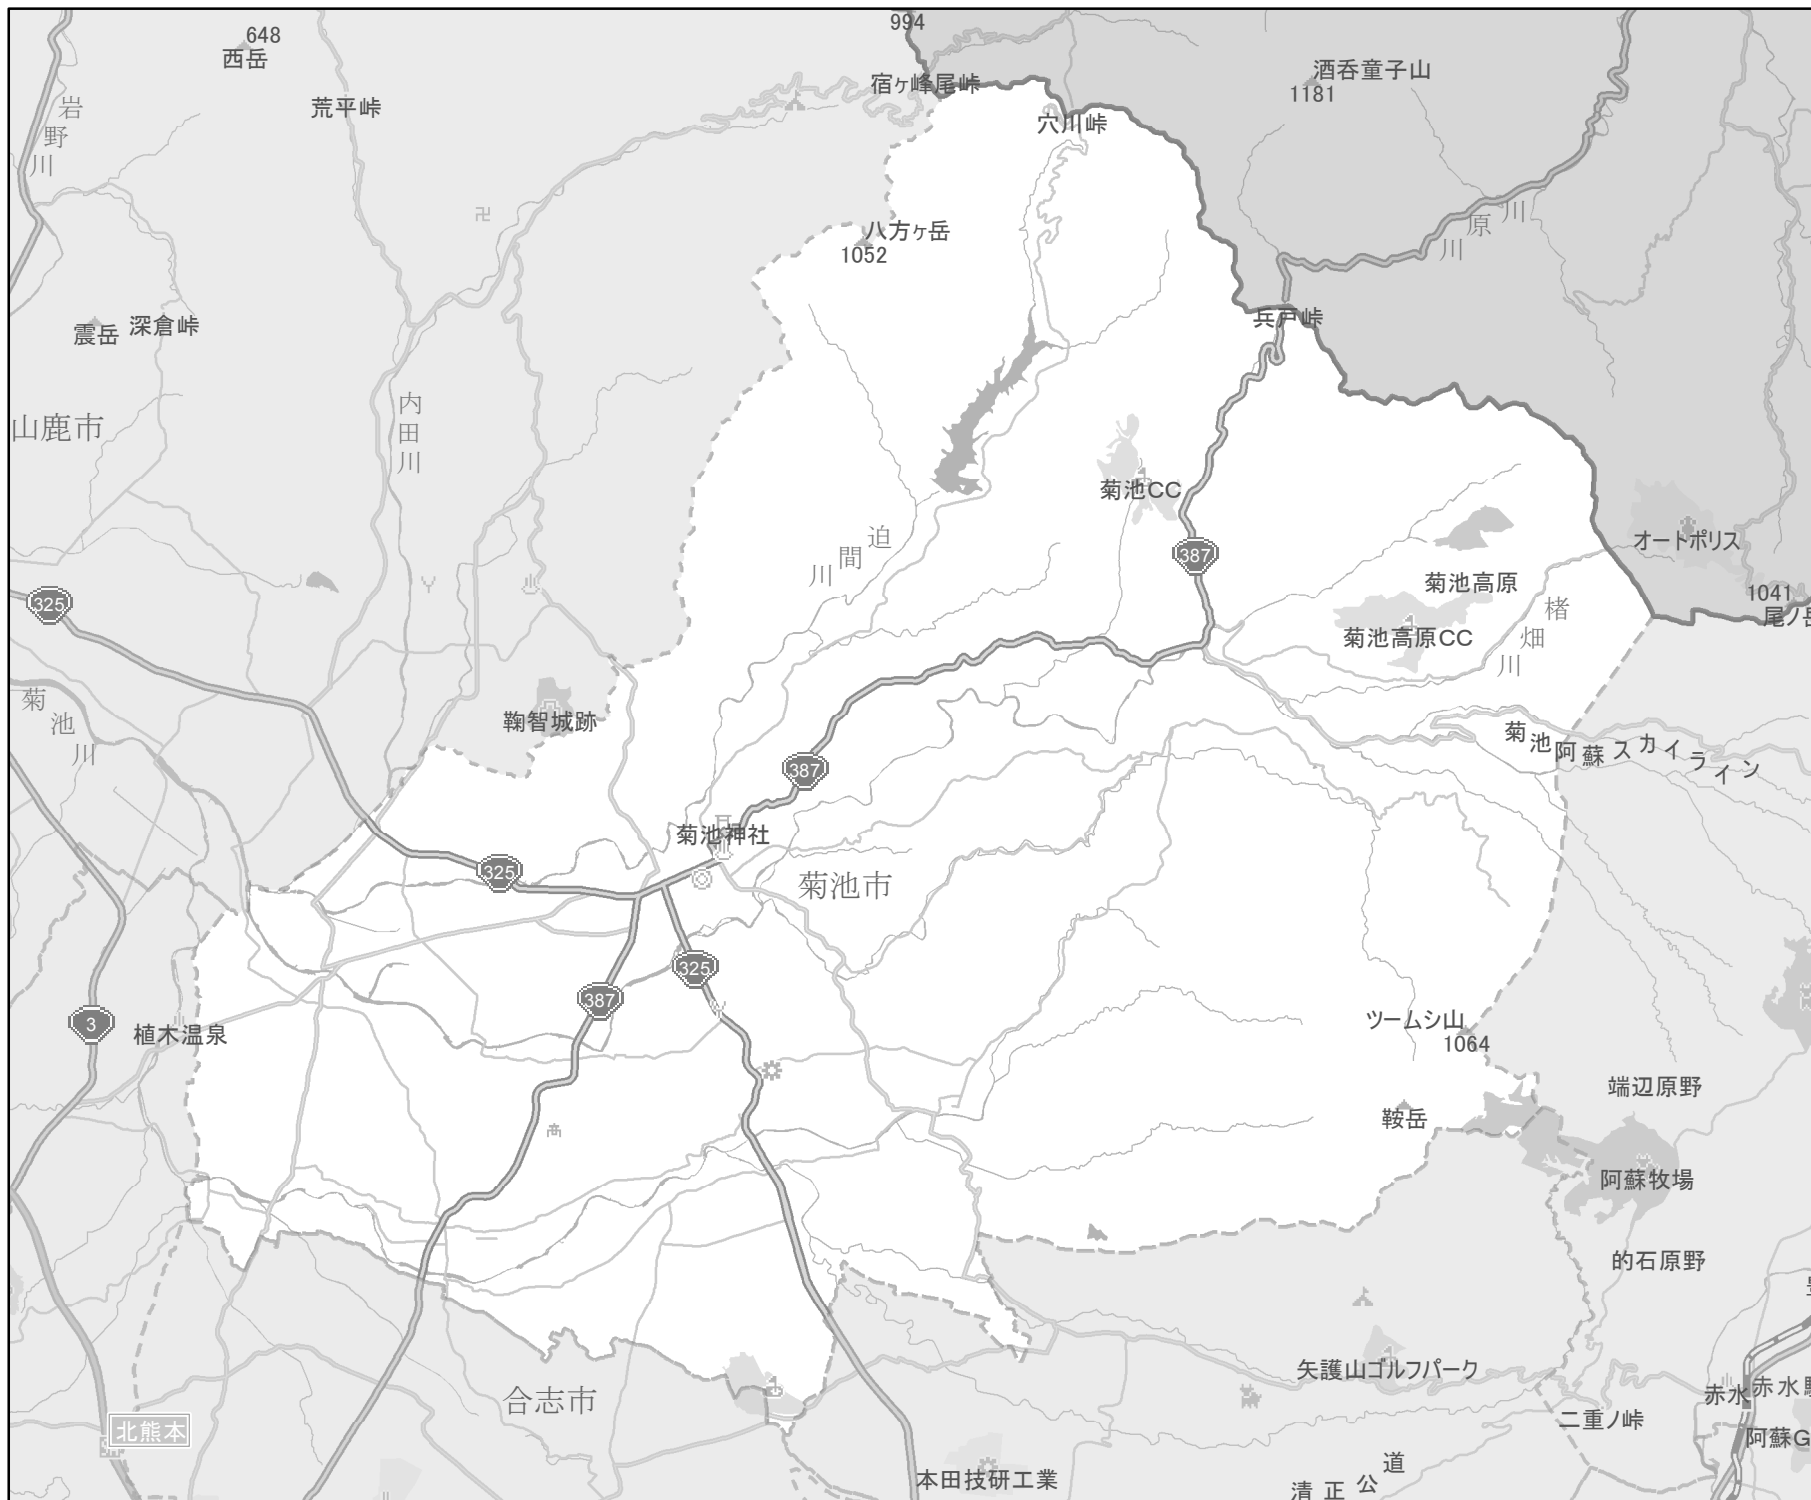 994
648
西岳
宿ヶ峰尾峠
酒呑童子山
1181
荒平峠
岩野川
穴川峠
川原川
八方ヶ岳
1052
兵戸峠
震岳
深倉峠
山鹿市
内田川
菊池CC
迫間川
オートポリス
387
菊池高原
1041
尾ノ岳
325
楮畑川
菊池高原CC
菊池川
鞠智城跡
菊池阿蘇スカイライン
387
菊池神社
325
菊池市
325
387
3
植木温泉
ツームシ山
1064
端辺原野
鞍岳
阿蘇牧場
的石原野
矢護山ゴルフパーク
合志市
赤水
赤水
二重ノ峠
北熊本
阿蘇G
本田技研工業
清正公道